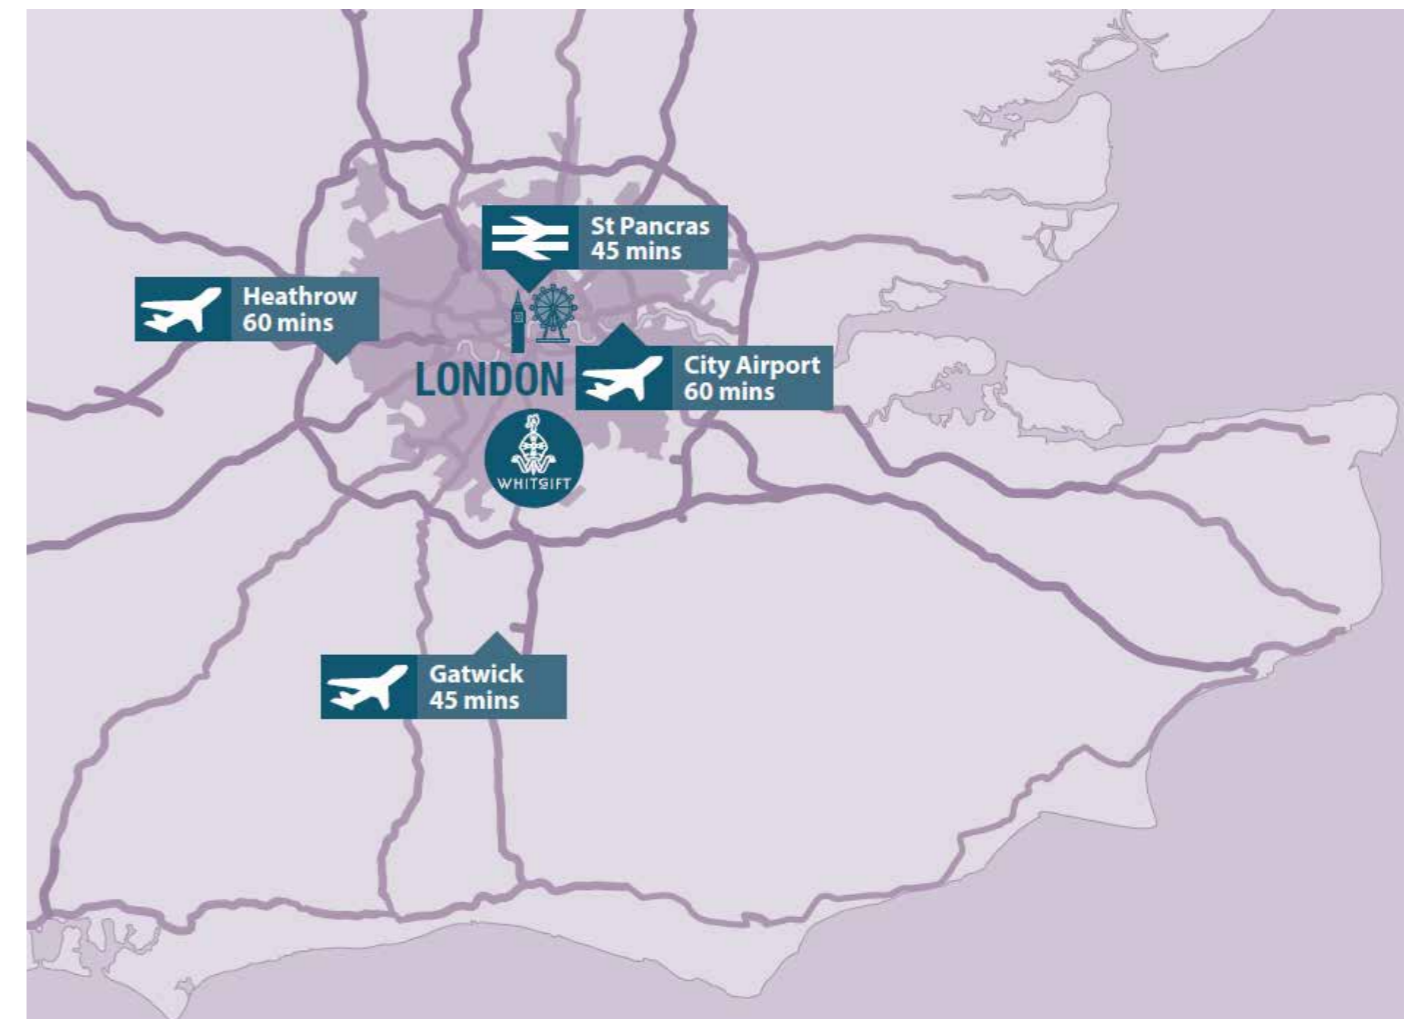 St Pancras
45 mins
Heathrow
60 mins
City Airport
60 mins
LONDON
WHITGIFT
Gatwick
45 mins